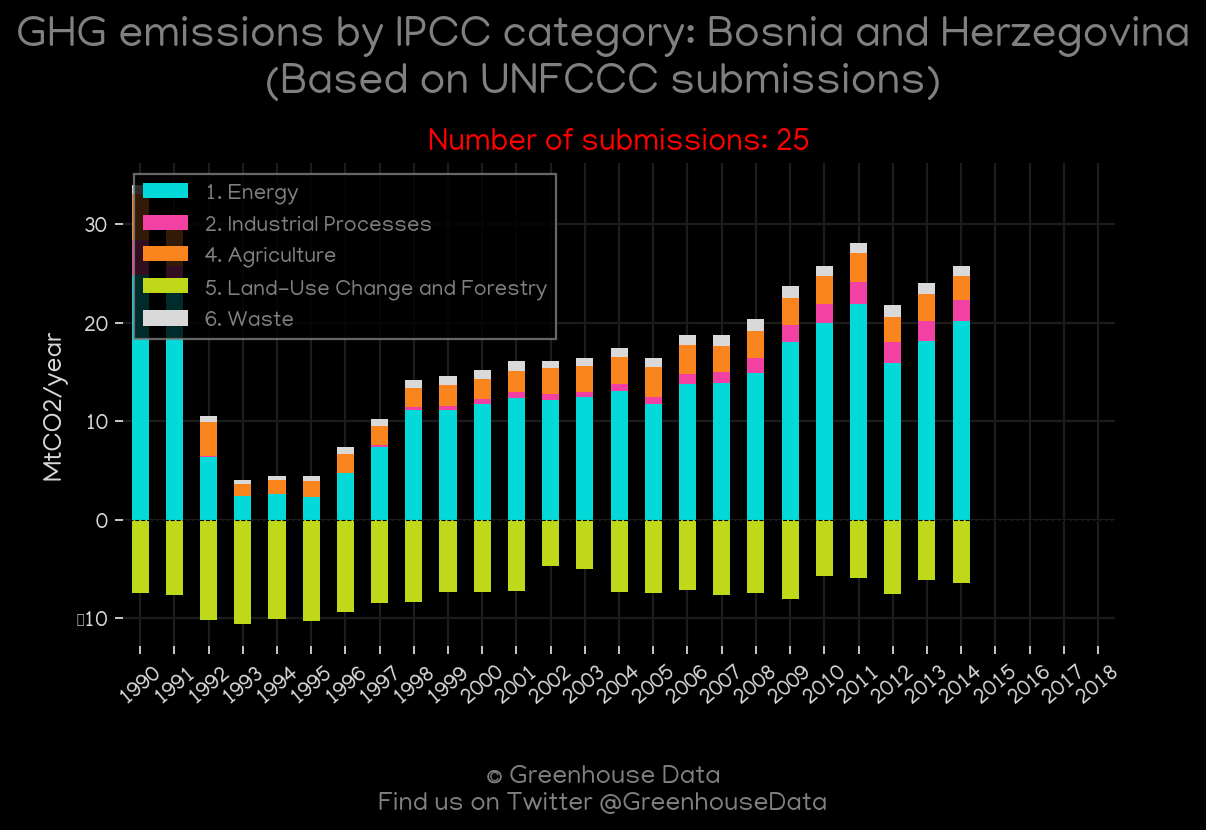 GHG emissions by IPCC category: Bosnia and Herzegovina
(Based on UNFCCC submissions)
Number of submissions: 25
1. Energy
2. Industrial Processes
4. Agriculture
5. Land-Use Change and Forestry
6. Waste
MtCO2/year
30
20
10
0
▯10
1990 1991 1992 1993 1994 1995 1996 1997 1998 1999 2000 2001 2002 2003 2004 2005 2006 2007 2008 2009 2010 2011 2012 2013 2014 2015 2016 2017 2018
© Greenhouse Data
Find us on Twitter @GreenhouseData